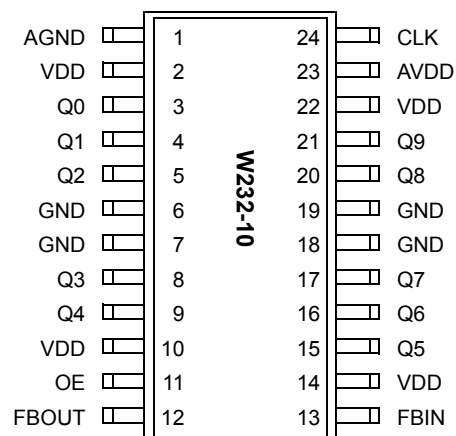 AGND 1 24 CLK
VDD 2 23 AVDD
Q0 3 22 VDD
Q1 4 21 Q9
Q2 5 20 Q8
GND 6 19 GND
GND 7 18 GND
Q3 8 17 Q7
Q4 9 16 Q6
VDD 10 15 Q5
OE 11 14 VDD
FBOUT 12 13 FBIN
W232-10